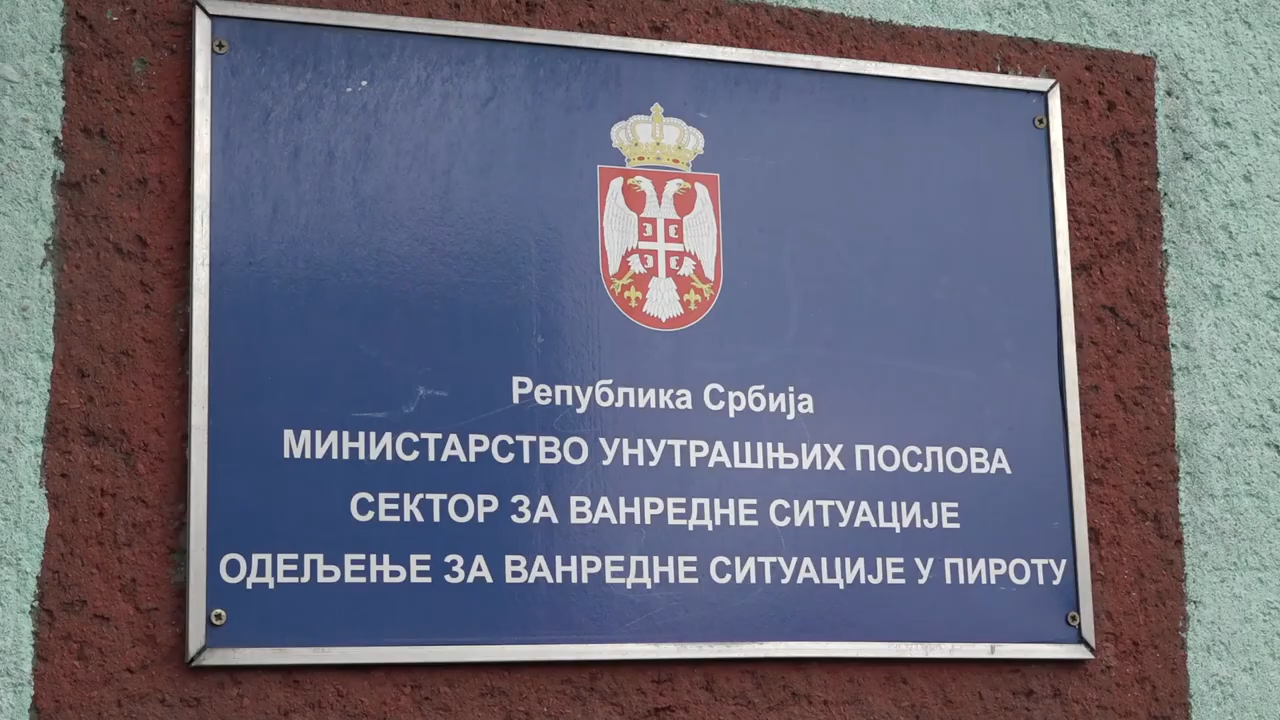 Република Србија
МИНИСТАРСТВО УНУТРАШЊИХ ПОСЛОВА
СЕКТОР ЗА ВАНРЕДНЕ СИТУАЦИЈЕ
ОДЕЉЕЊЕ ЗА ВАНРЕДНЕ СИТУАЦИЈЕ У ПИРОТУ